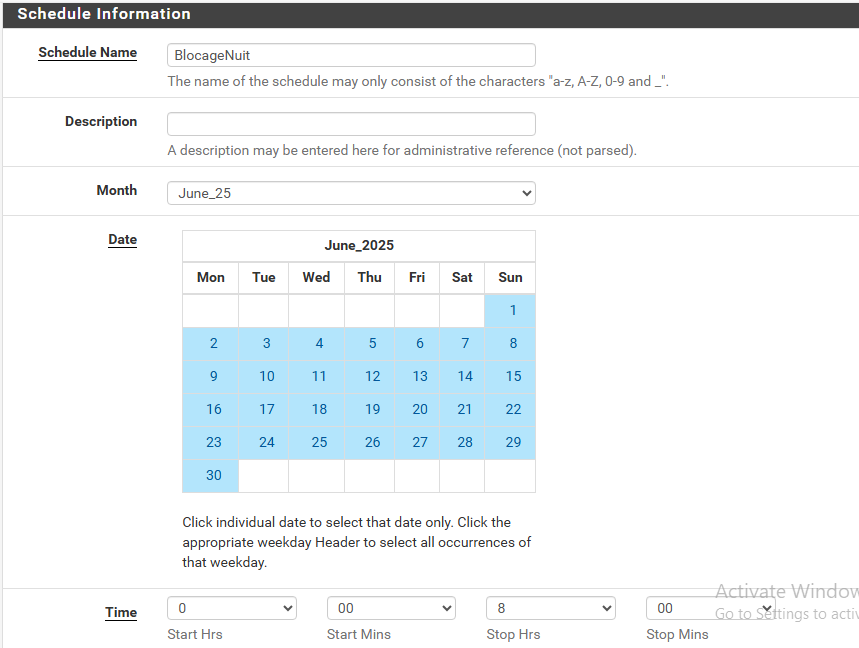 Schedule Information
Schedule Name
BlocageNuit
The name of the schedule may only consist of the characters "a-z, A-Z, 0-9 and _".
Description
A description may be entered here for administrative reference (not parsed).
Month
June_25
Date
June_2025
Mon Tue Wed Thu Fri Sat Sun
1
2 3 4 5 6 7 8
9 10 11 12 13 14 15
16 17 18 19 20 21 22
23 24 25 26 27 28 29
30
Click individual date to select that date only. Click the
appropriate weekday Header to select all occurrences of
that weekday.
Activate Window
Time
0 00 8 00
Go to Settings to activ
Start Hrs Start Mins Stop Hrs Stop Mins